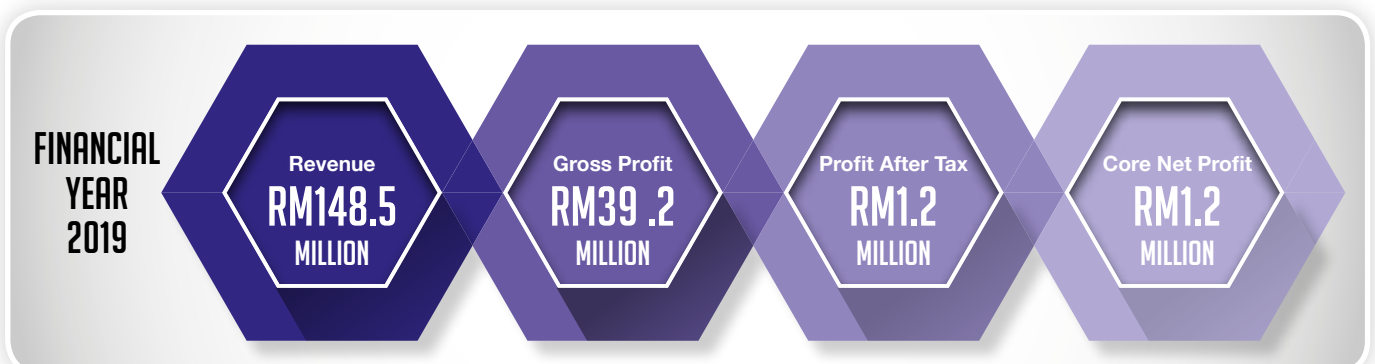 FINANCIAL
YEAR
2019
Revenue
RM148.5
MILLION
Gross Profit
RM39 .2
MILLION
Profit After Tax
RM1.2
MILLION
Core Net Profit
RM1.2
MILLION